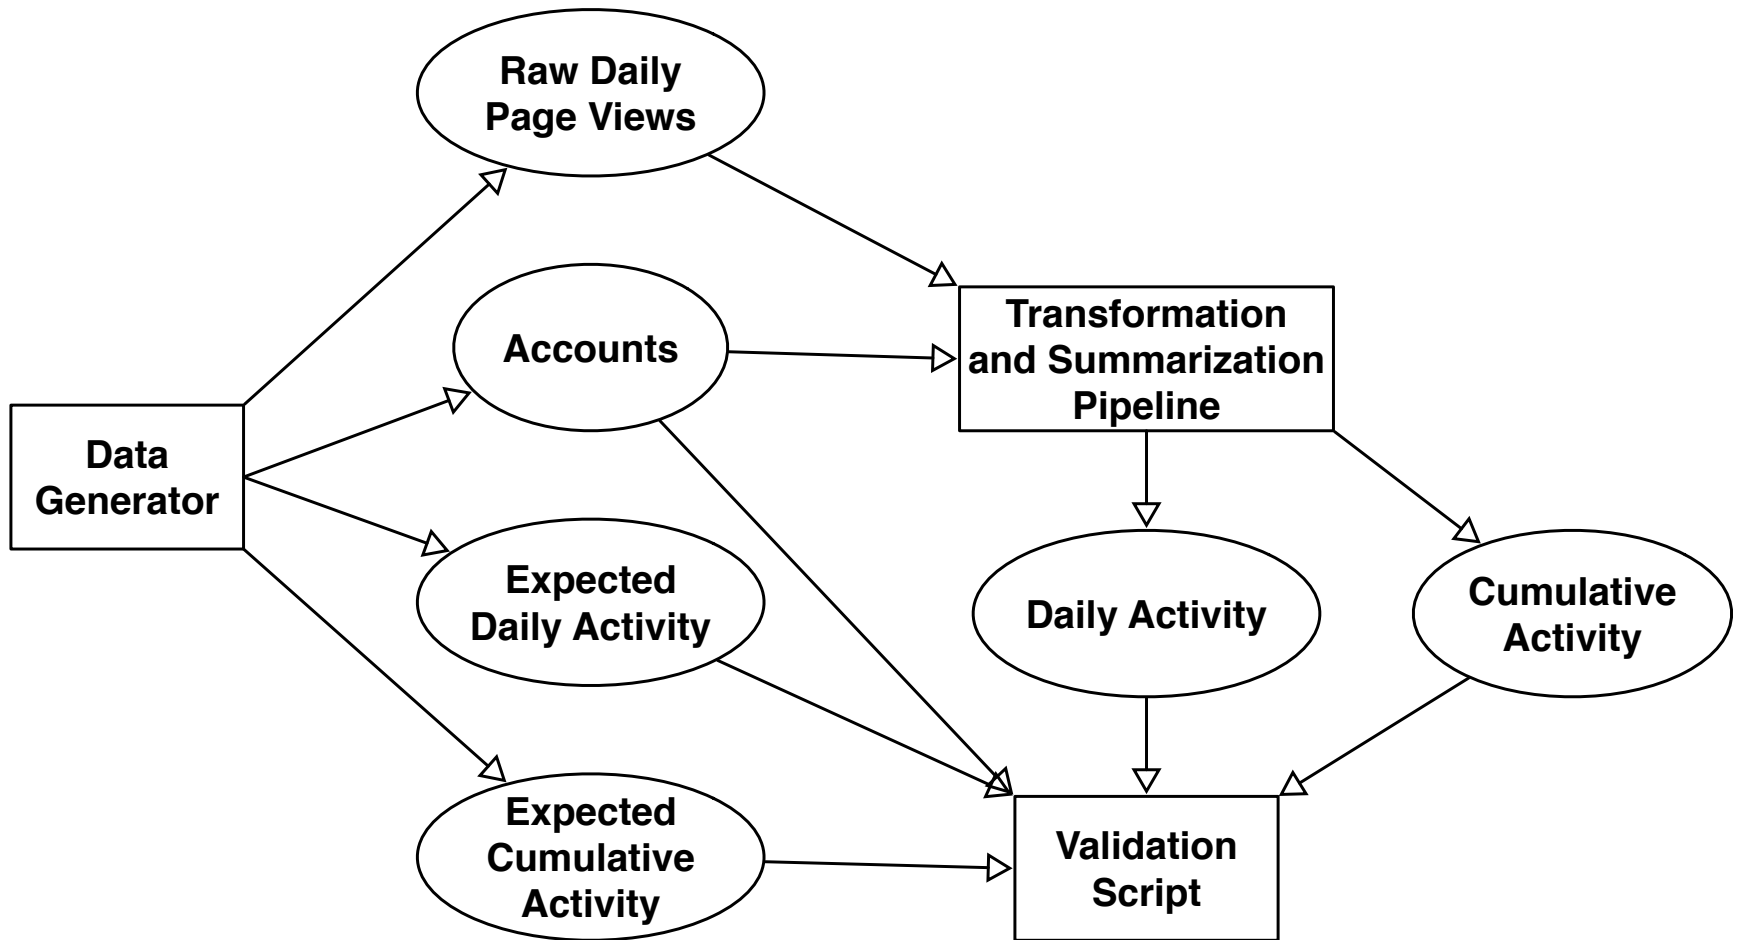 Raw Daily
Page Views
Accounts
Transformation
and Summarization
Pipeline
Data
Generator
Expected
Daily Activity
Daily Activity
Cumulative
Activity
Expected
Cumulative
Activity
Validation
Script